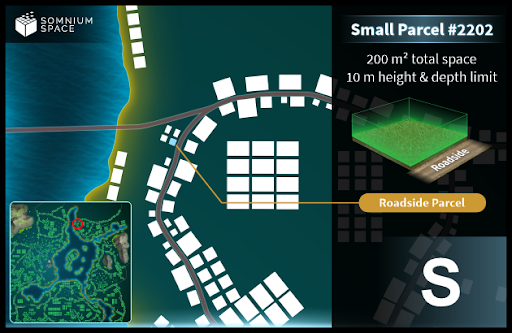 SOMNIUM
SPACE
Small Parcel #2202
200 m² total space
10 m height & depth limit
Roadside
Roadside Parcel
S